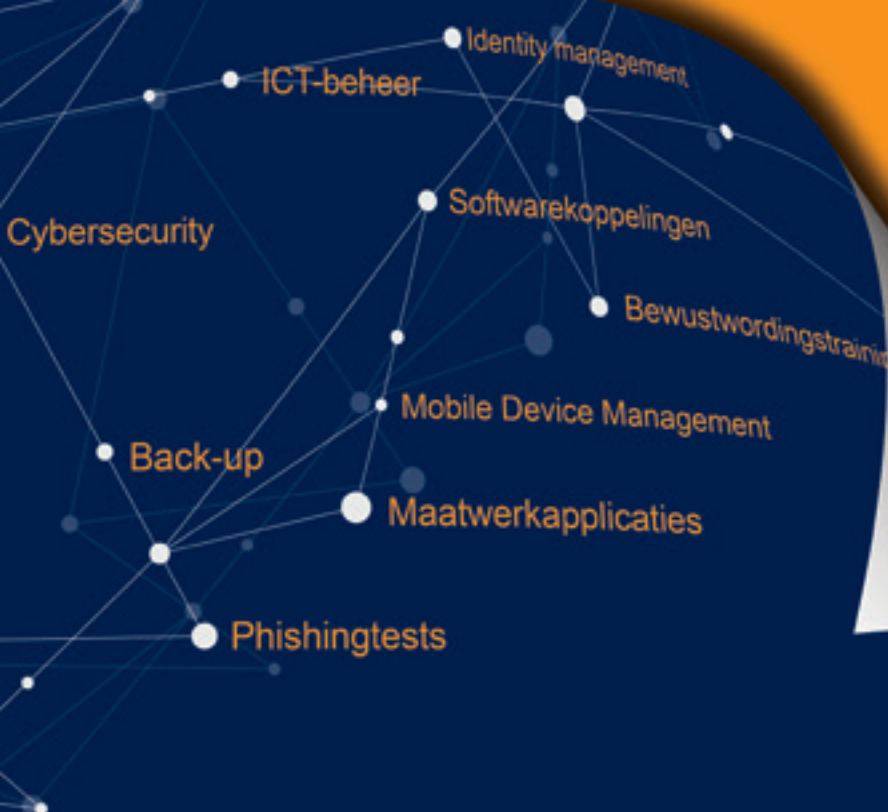 Identity management
ICT-beheer
Softwarekoppelingen
Cybersecurity
Mobile Device Management
Back-up
Maatwerkapplicaties
Phishingtests